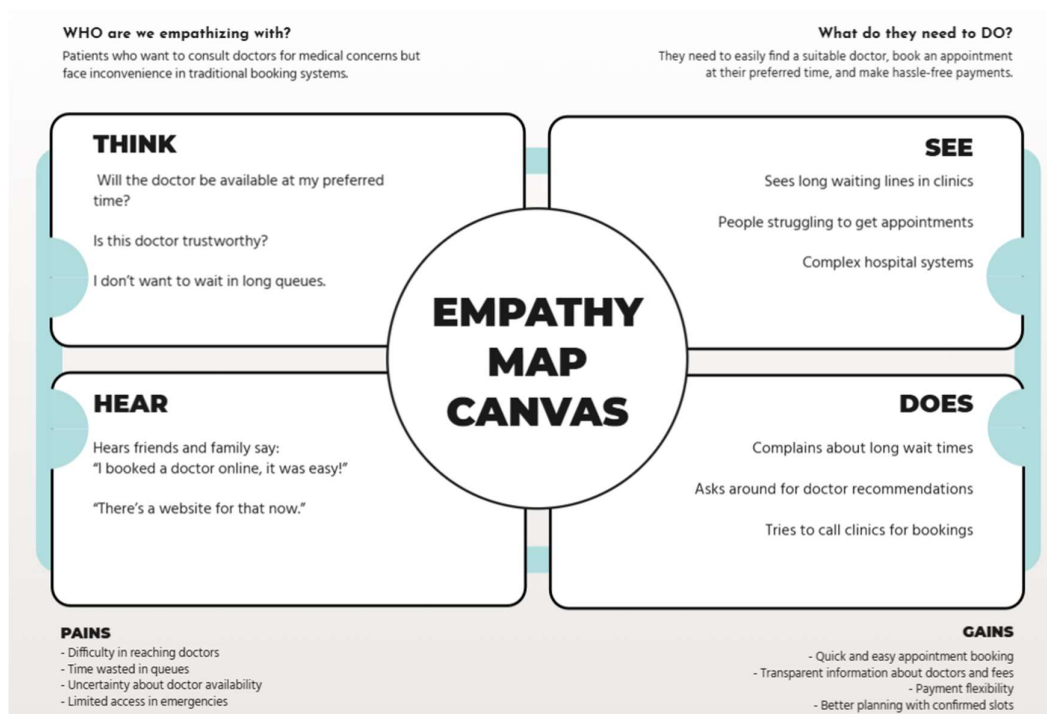 WHO are we empathizing with?
Patients who want to consult doctors for medical concerns but
face inconvenience in traditional booking systems.
What do they need to DO?
They need to easily find a suitable doctor, book an appointment
at their preferred time, and make hassle-free payments.
THINK
Will the doctor be available at my preferred
time?
Is this doctor trustworthy?
I don't want to wait in long queues.
SEE
Sees long waiting lines in clinics
People struggling to get appointments
Complex hospital systems
EMPATHY
MAP
CANVAS
HEAR
Hears friends and family say:
“I booked a doctor online, it was easy!”
“There's a website for that now.”
DOES
Complains about long wait times
Asks around for doctor recommendations
Tries to call clinics for bookings
PAINS
- Difficulty in reaching doctors
- Time wasted in queues
- Uncertainty about doctor availability
- Limited access in emergencies
GAINS
- Quick and easy appointment booking
- Transparent information about doctors and fees
- Payment flexibility
- Better planning with confirmed slots